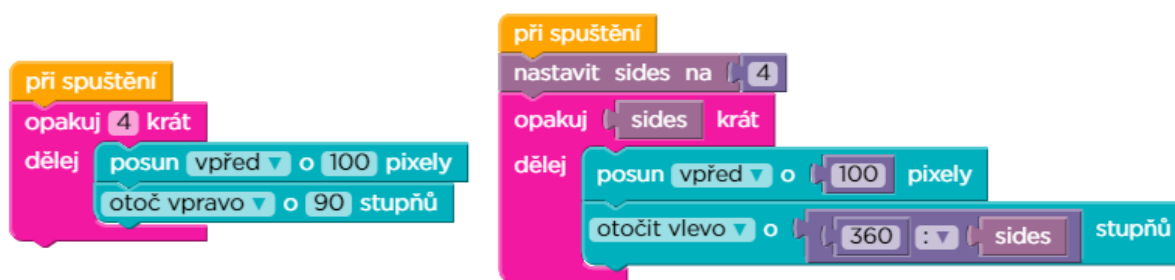 při spuštění
opakuj 4 krát
dělej posun vpřed o 100 pixely
otoč vpravo o 90 stupňů
při spuštění
nastavit sides na 4
opakuj sides krát
dělej posun vpřed o 100 pixely
otočit vlevo o 360 : sides stupňů